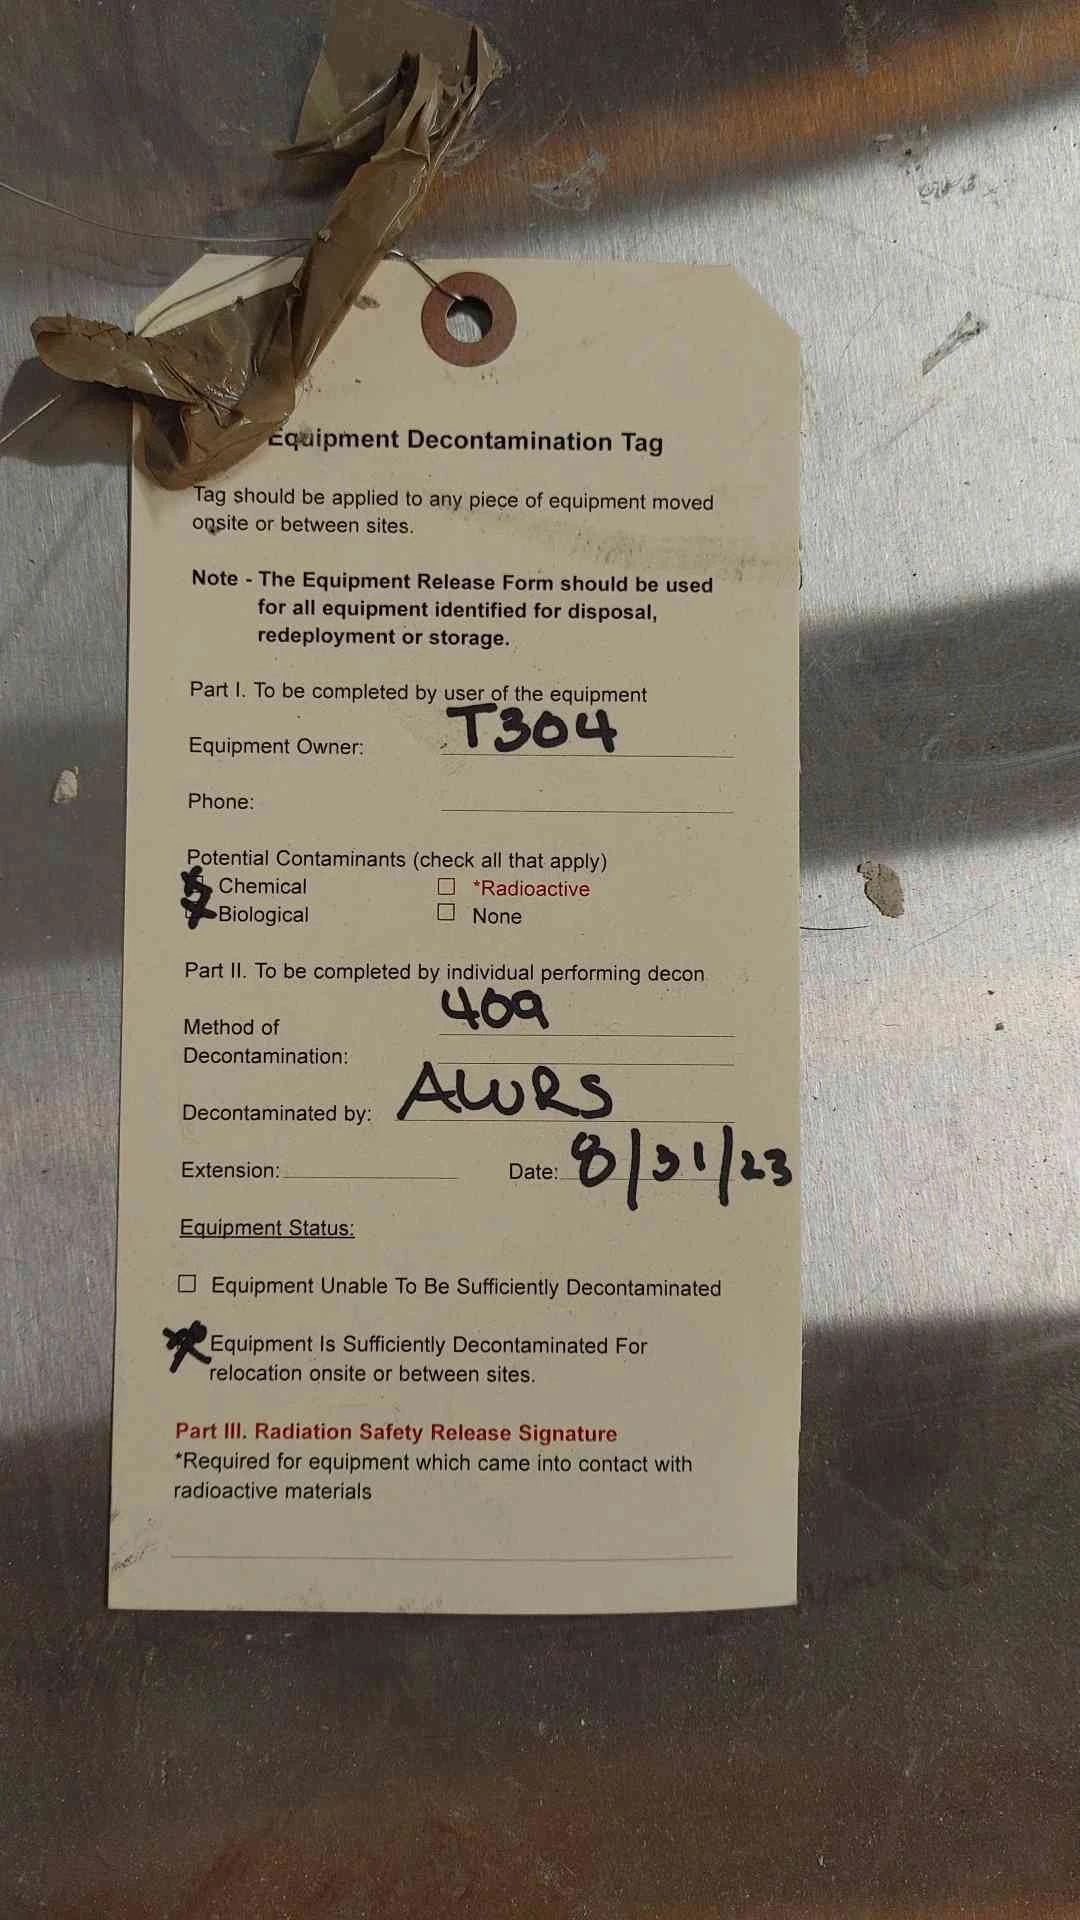 Equipment Decontamination Tag
Tag should be applied to any piece of equipment moved
onsite or between sites.
Note - The Equipment Release Form should be used
for all equipment identified for disposal,
redeployment or storage.
Part I. To be completed by user of the equipment
Equipment Owner: T304
Phone:
Potential Contaminants (check all that apply)
Chemical *Radioactive
Biological None
Part II. To be completed by individual performing decon
Method of 409
Decontamination:
Decontaminated by: AWRS
Extension: Date: 8/31/23
Equipment Status:
Equipment Unable To Be Sufficiently Decontaminated
Equipment Is Sufficiently Decontaminated For
relocation onsite or between sites.
Part III. Radiation Safety Release Signature
*Required for equipment which came into contact with
radioactive materials